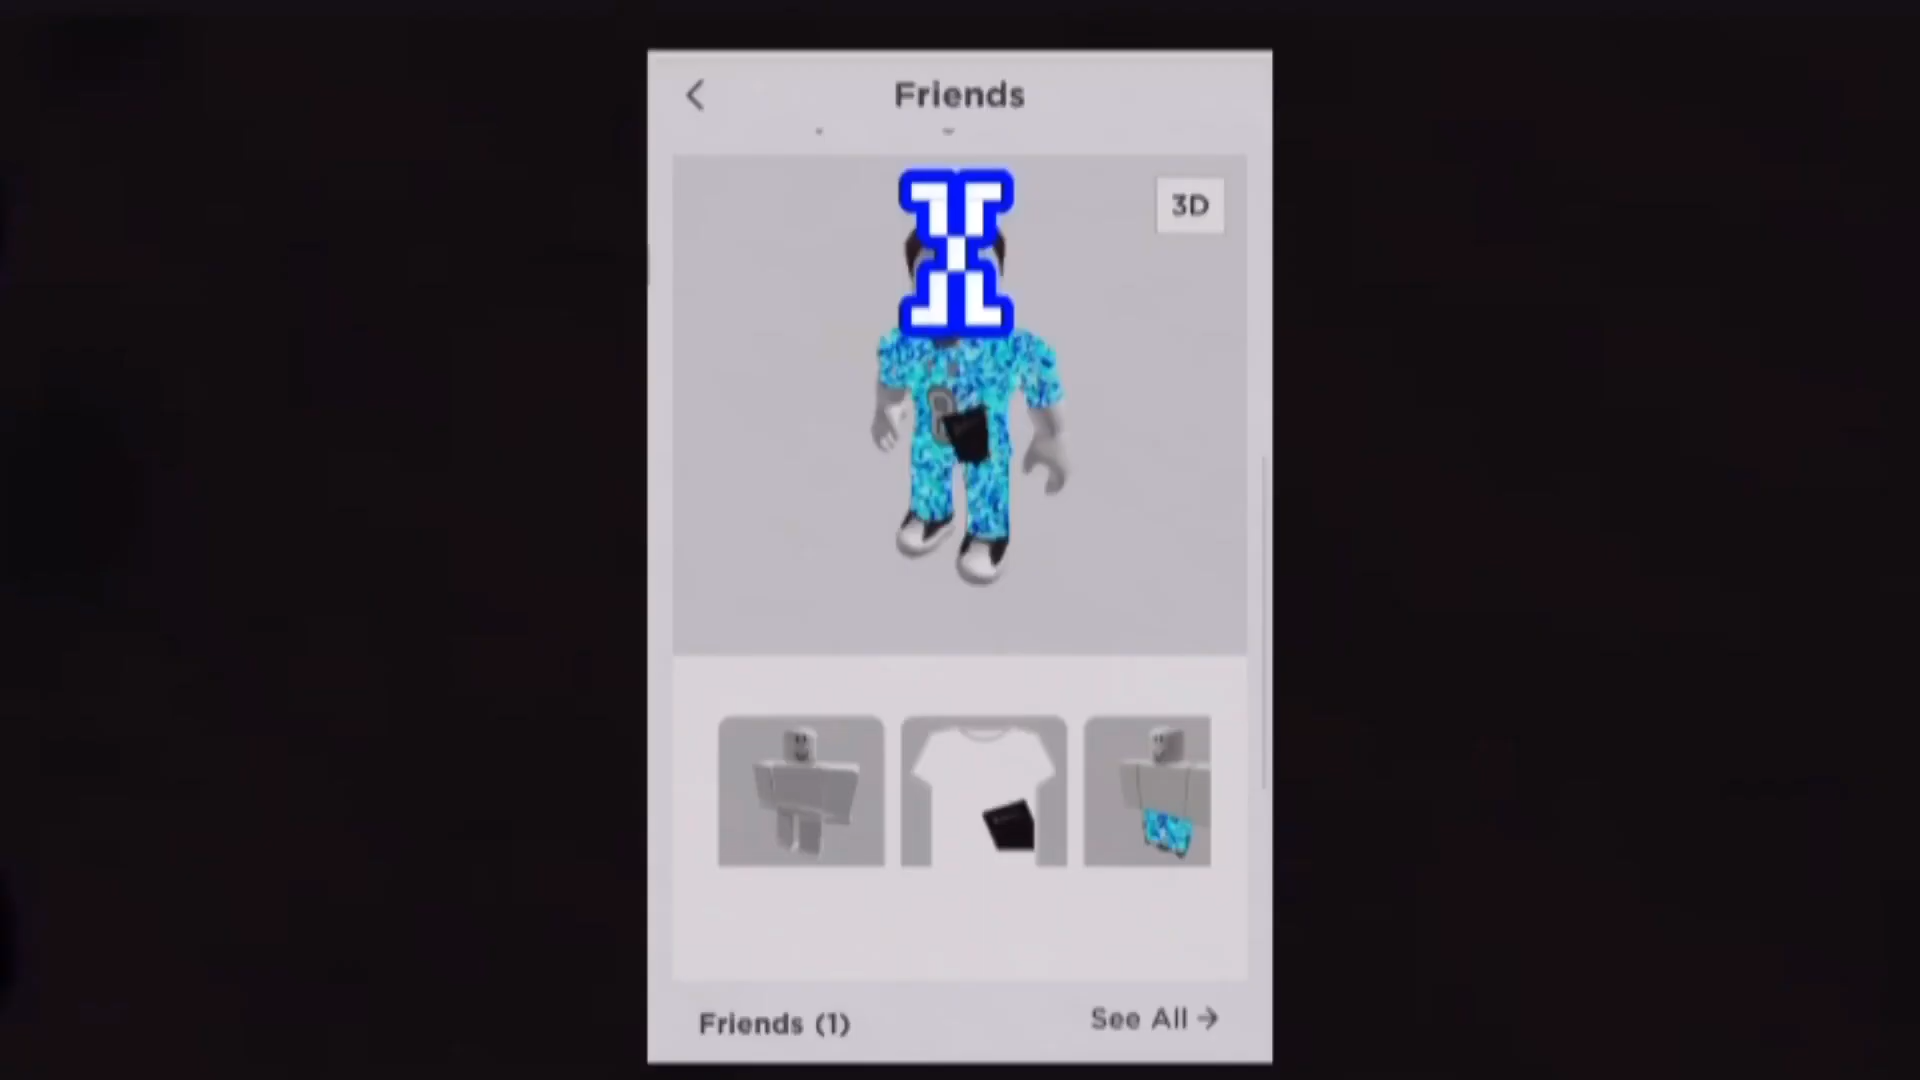 Friends
X
3D
Friends (1)
See All →